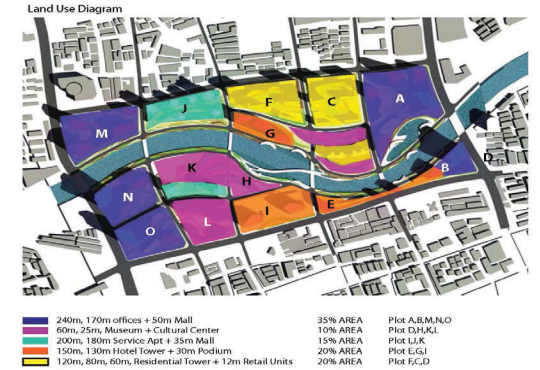 Land Use Diagram
J
F
C
A
M
G
K
B
D
N
H
E
I
L
O
240m, 170m offices + 50m Mall 35% AREA Plot A,B,M,N,O
60m, 25m, Museum + Cultural Center 10% AREA Plot D,H,K,L
200m, 180m Service Apt + 35m Mall 15% AREA Plot I,J,K
150m, 130m Hotel Tower + 30m Podium 20% AREA Plot E,G,I
120m, 80m, 60m, Residential Tower + 12m Retail Units 20% AREA Plot F,C,D